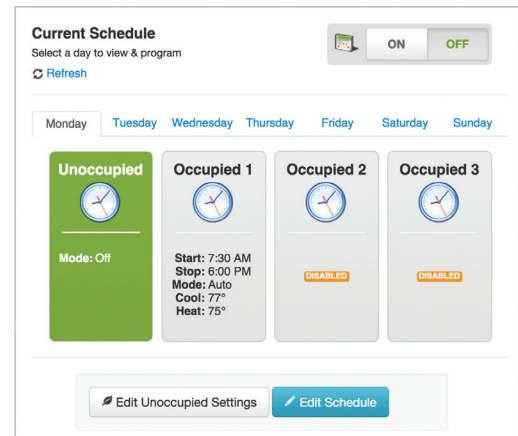 Current Schedule
Select a day to view & program
Refresh
ON OFF
Monday Tuesday Wednesday Thursday Friday Saturday Sunday
Unoccupied
Mode: Off
Occupied 1
Start: 7:30 AM
Stop: 6:00 PM
Mode: Auto
Cool: 77°
Heat: 75°
Occupied 2
DISABLED
Occupied 3
DISABLED
Edit Unoccupied Settings
Edit Schedule